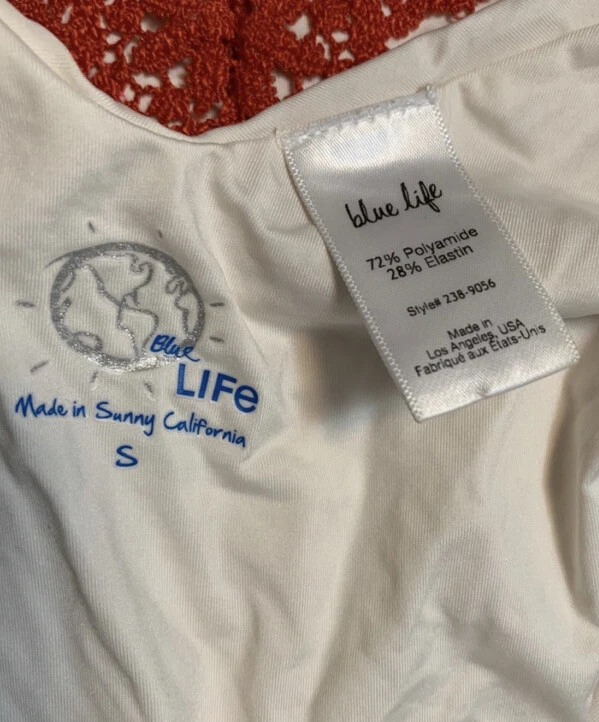 Blue
LIFe
Made in Sunny California
S
blue life
72% Polyamide
28% Elastin
Style# 238-9056
Made in
Los Angeles, USA
Fabriqué aux États-Unis